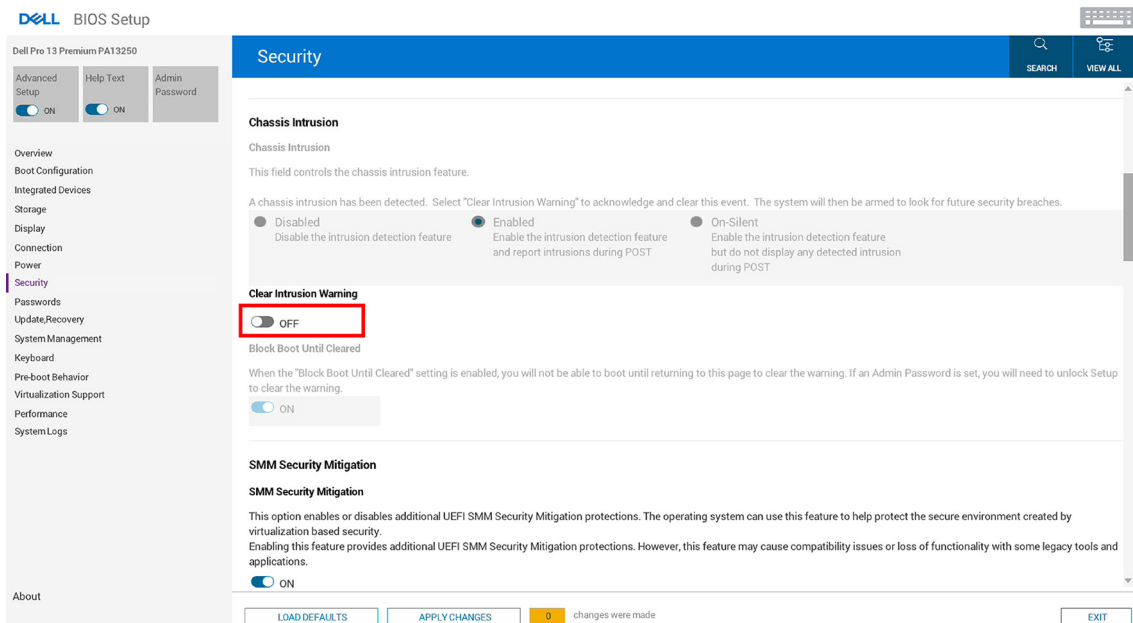 DELL BIOS Setup
Dell Pro 13 Premium PA13250
Advanced Setup
ON
Help Text
ON
Admin Password
Overview
Boot Configuration
Integrated Devices
Storage
Display
Connection
Power
Security
Passwords
Update,Recovery
System Management
Keyboard
Pre-boot Behavior
Virtualization Support
Performance
System Logs
About
Security
SEARCH
VIEW ALL
Chassis Intrusion
Chassis Intrusion
This field controls the chassis intrusion feature.
A chassis intrusion has been detected. Select "Clear Intrusion Warning" to acknowledge and clear this event. The system will then be armed to look for future security breaches.
Disabled
Disable the intrusion detection feature
Enabled
Enable the intrusion detection feature
and report intrusions during POST
On-Silent
Enable the intrusion detection feature
but do not display any detected intrusion
during POST
Clear Intrusion Warning
OFF
Block Boot Until Cleared
When the "Block Boot Until Cleared" setting is enabled, you will not be able to boot until returning to this page to clear the warning. If an Admin Password is set, you will need to unlock Setup
to clear the warning.
ON
SMM Security Mitigation
SMM Security Mitigation
This option enables or disables additional UEFI SMM Security Mitigation protections. The operating system can use this feature to help protect the secure environment created by
virtualization based security.
Enabling this feature provides additional UEFI SMM Security Mitigation protections. However, this feature may cause compatibility issues or loss of functionality with some legacy tools and
applications.
ON
LOAD DEFAULTS
APPLY CHANGES
0 changes were made
EXIT